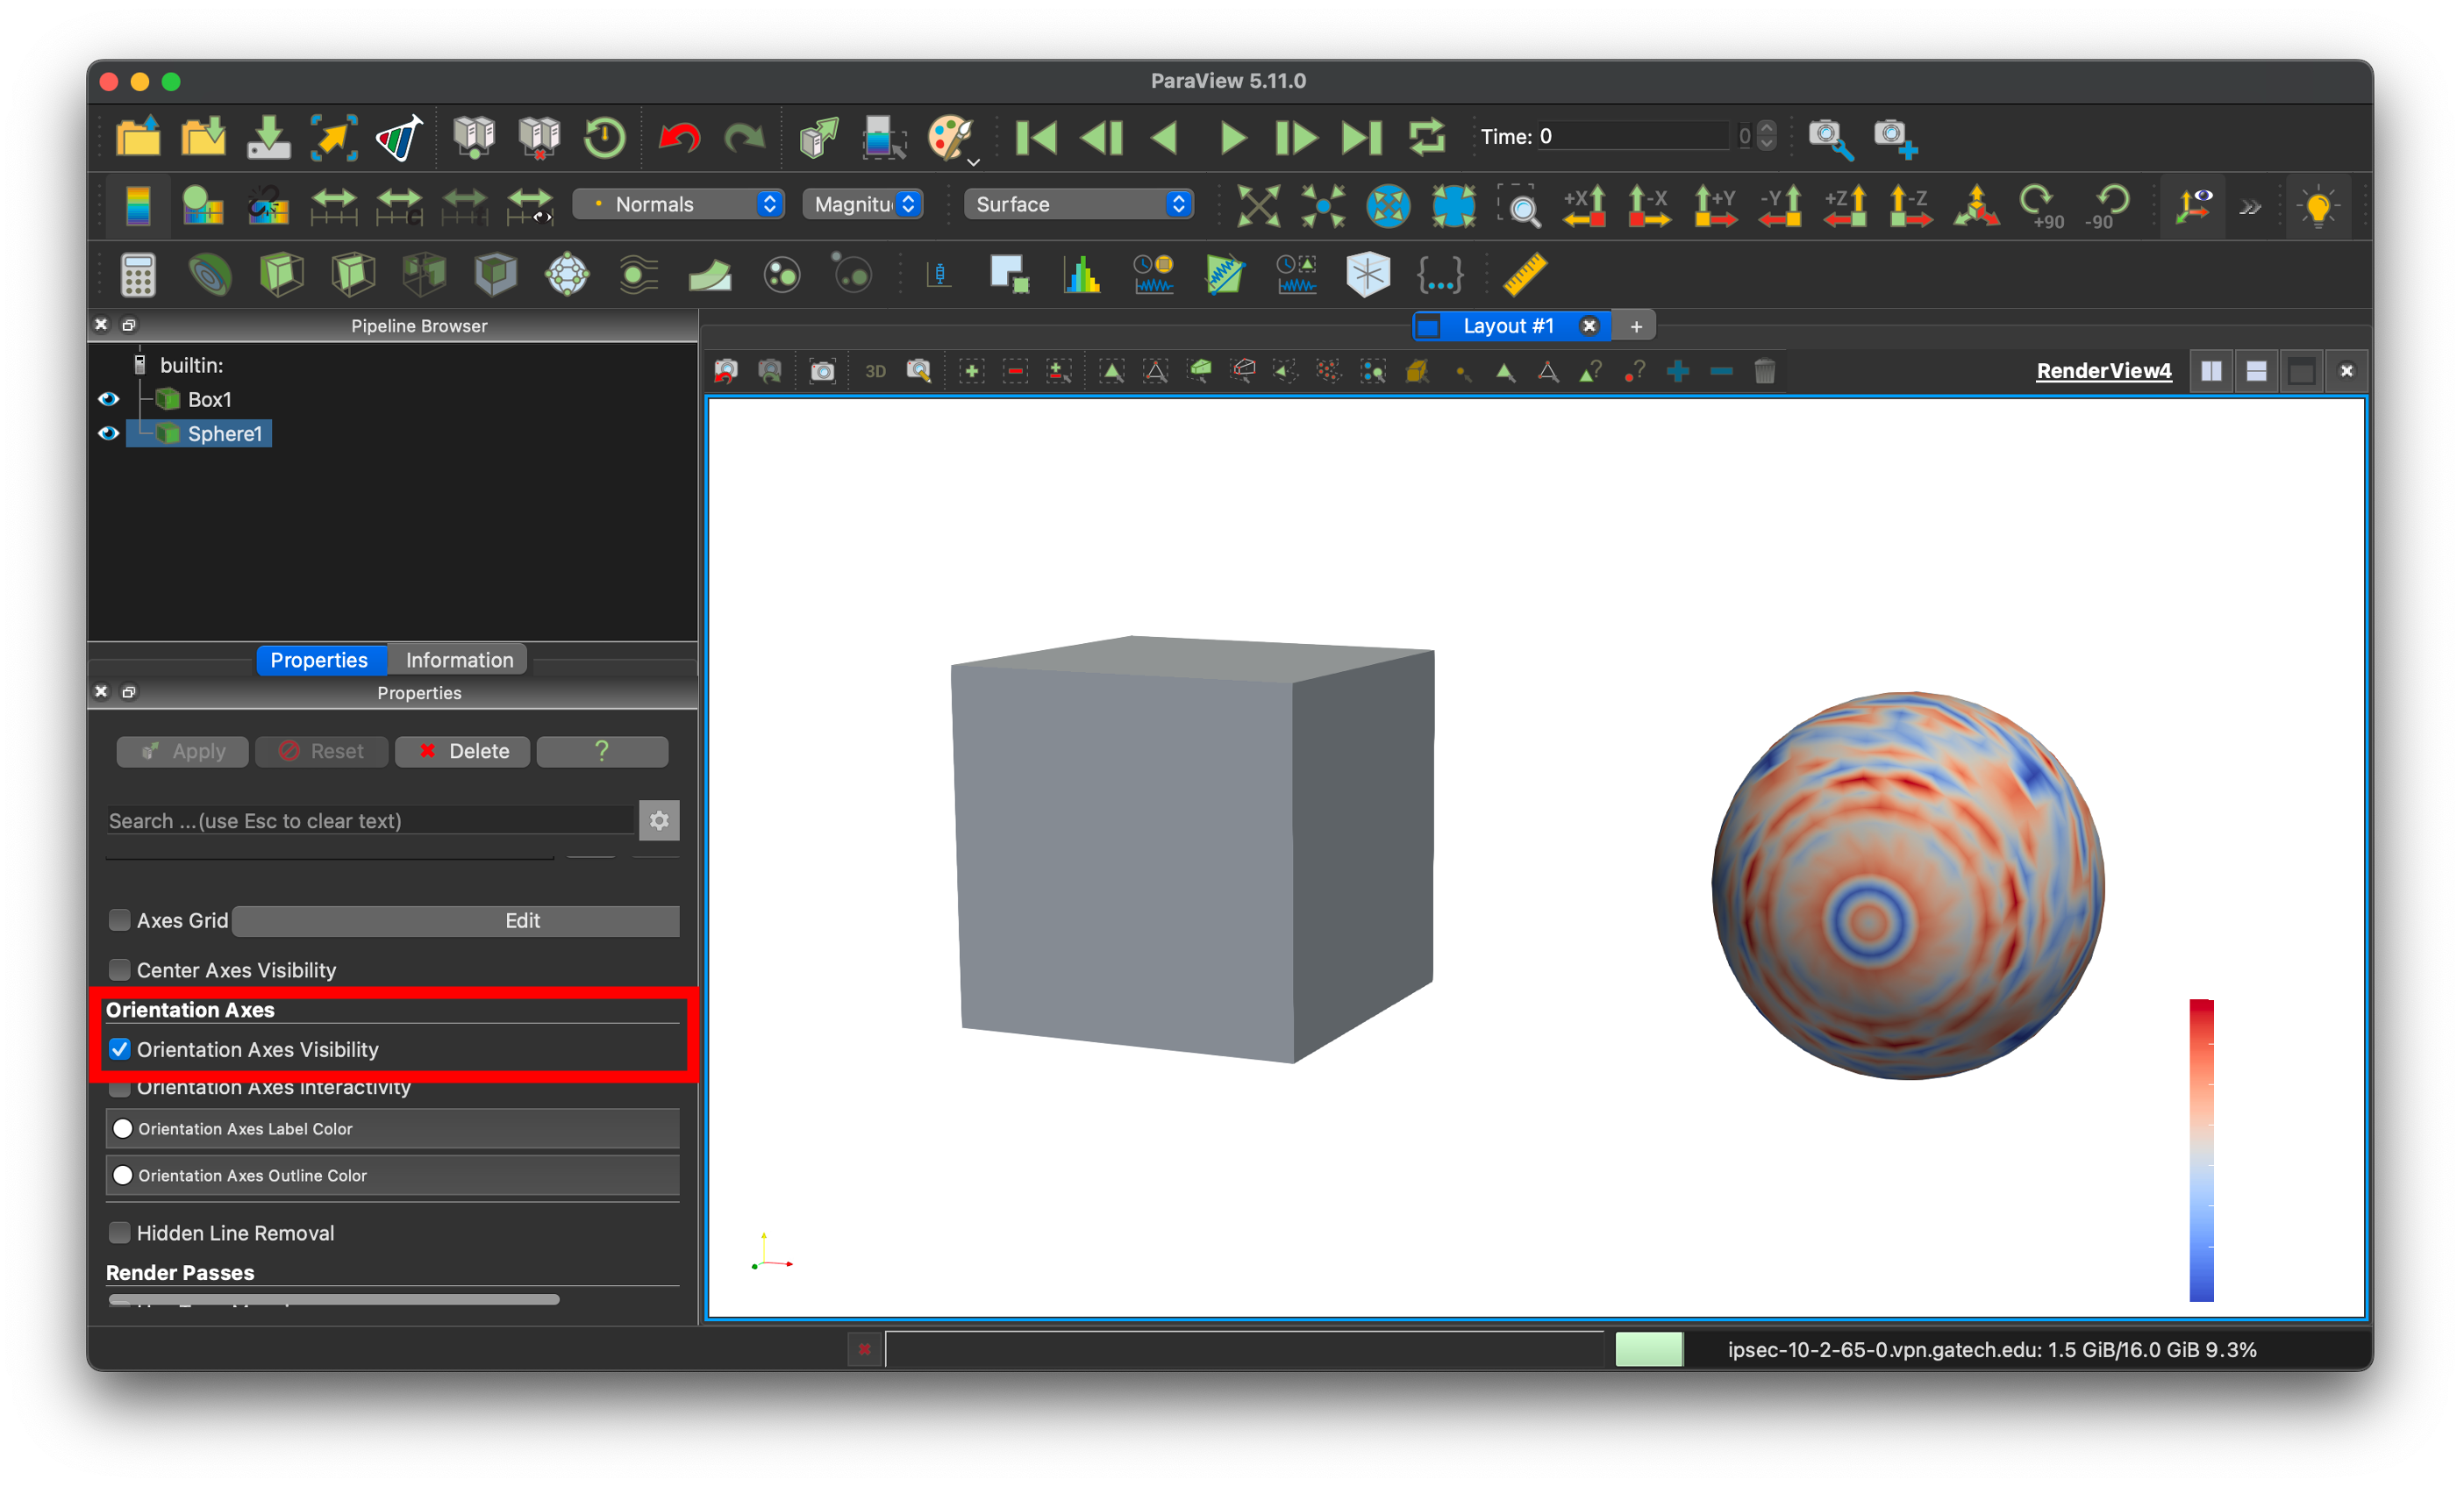 ParaView 5.11.0
Time: 0
0
Normals
Magnitu
Surface
+X
-X
+Y
-Y
+Z
-Z
+90
-90
Pipeline Browser
Layout #1
+
builtin:
Box1
Sphere1
3D
RenderView4
Properties
Information
Properties
Apply
Reset
Delete
?
Search ...(use Esc to clear text)
Axes Grid
Edit
Center Axes Visibility
Orientation Axes
Orientation Axes Visibility
Orientation Axes Interactivity
Orientation Axes Label Color
Orientation Axes Outline Color
Hidden Line Removal
Render Passes
ipsec-10-2-65-0.vpn.gatech.edu: 1.5 GiB/16.0 GiB 9.3%